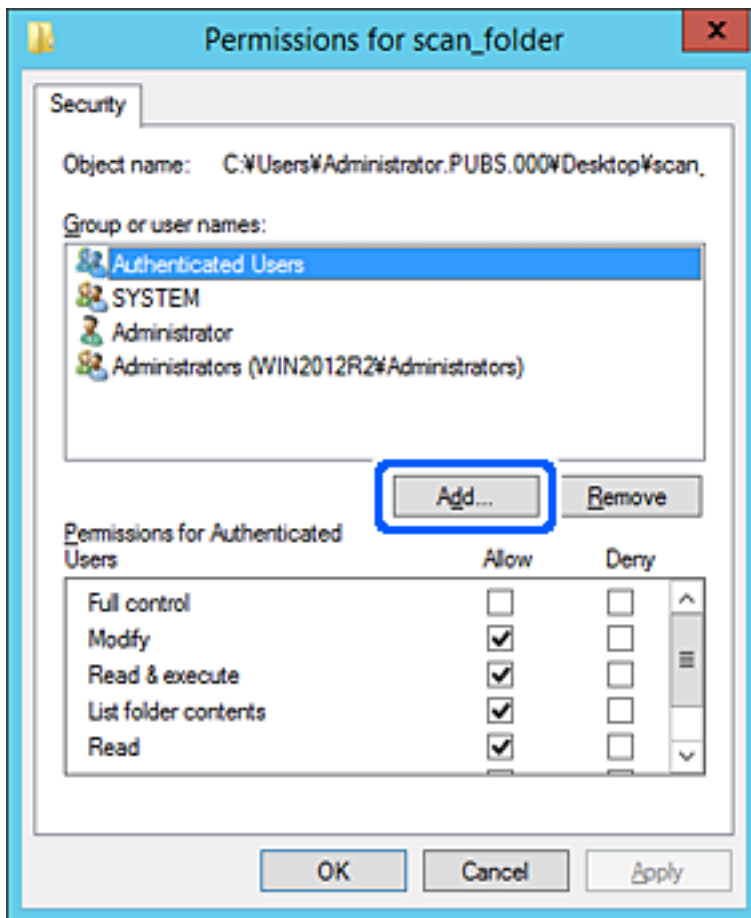 Permissions for scan_folder
Security
Object name: C:¥Users¥Administrator.PUBS.000¥Desktop¥scan_
Group or user names:
Authenticated Users
SYSTEM
Administrator
Administrators (WIN2012R2¥Administrators)
Add... Remove
Permissions for Authenticated
Users Allow Deny
Full control
Modify
Read & execute
List folder contents
Read
OK Cancel Apply